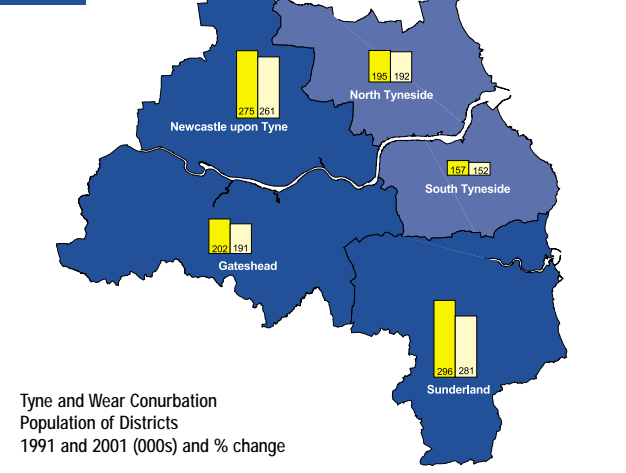 195 192
North Tyneside
275 261
Newcastle upon Tyne
157 152
South Tyneside
202 191
Gateshead
296 281
Sunderland
Tyne and Wear Conurbation
Population of Districts
1991 and 2001 (000s) and % change